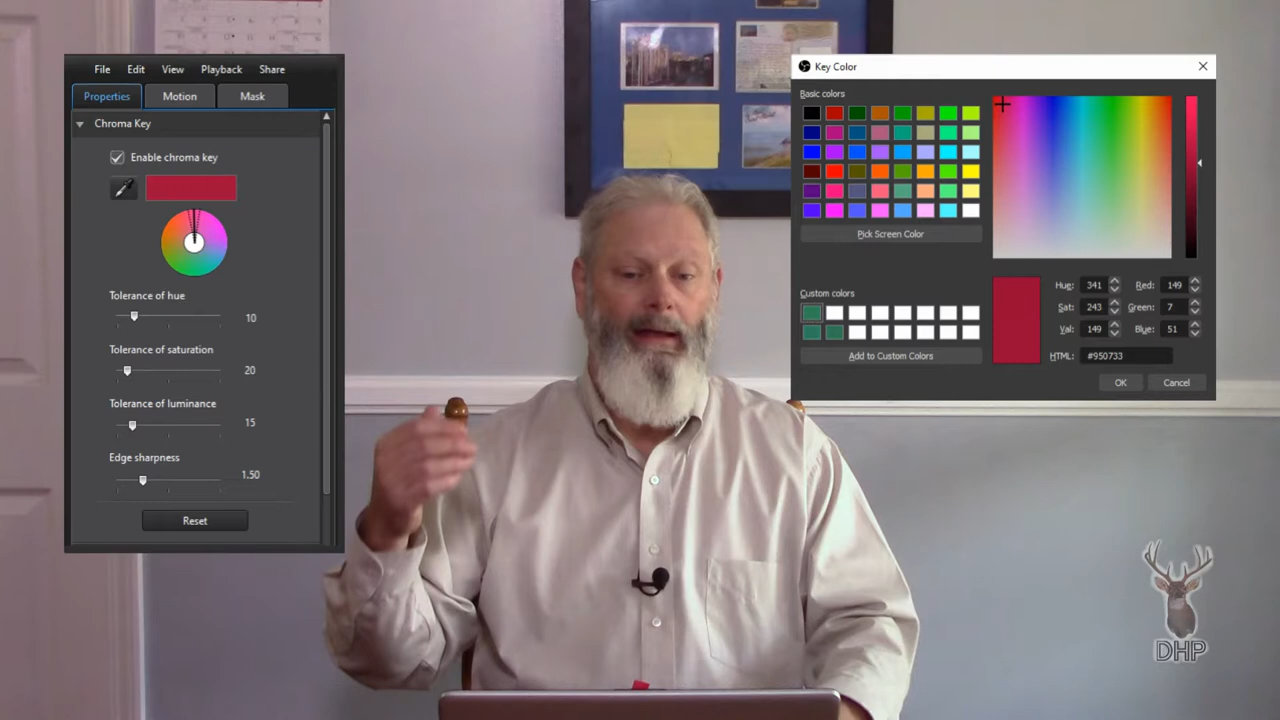 File Edit View Playback Share
Properties Motion Mask
Chroma Key
Enable chroma key
Tolerance of hue
10
Tolerance of saturation
20
Tolerance of luminance
15
Edge sharpness
1.50
Reset
Key Color
Basic colors
Pick Screen Color
Custom colors
Add to Custom Colors
Hue: 341 Red: 149
Sat: 243 Green: 7
Val: 149 Blue: 51
HTML: #950733
OK Cancel
DHP